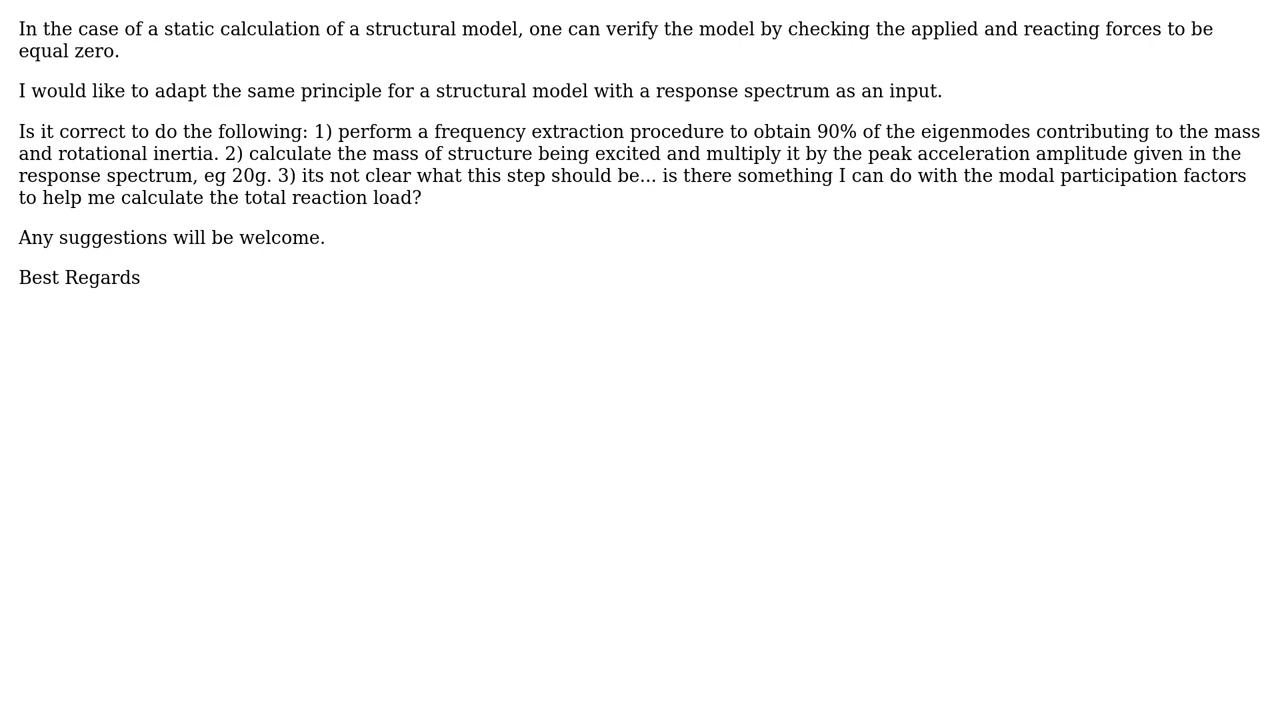 In the case of a static calculation of a structural model, one can verify the model by checking the applied and reacting forces to be
equal zero.
I would like to adapt the same principle for a structural model with a response spectrum as an input.
Is it correct to do the following: 1) perform a frequency extraction procedure to obtain 90% of the eigenmodes contributing to the mass
and rotational inertia. 2) calculate the mass of structure being excited and multiply it by the peak acceleration amplitude given in the
response spectrum, eg 20g. 3) its not clear what this step should be... is there something I can do with the modal participation factors
to help me calculate the total reaction load?
Any suggestions will be welcome.
Best Regards